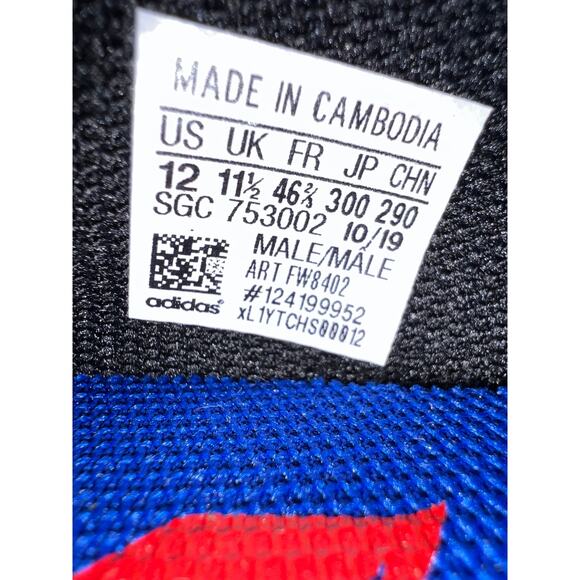 MADE IN CAMBODIA
US UK FR JP CHN
12 11½ 46⅔ 300 290
SGC 753002 10/19
MALE/MALE
ART FW8402
#124199952
xL1YTCHS00012
adidas